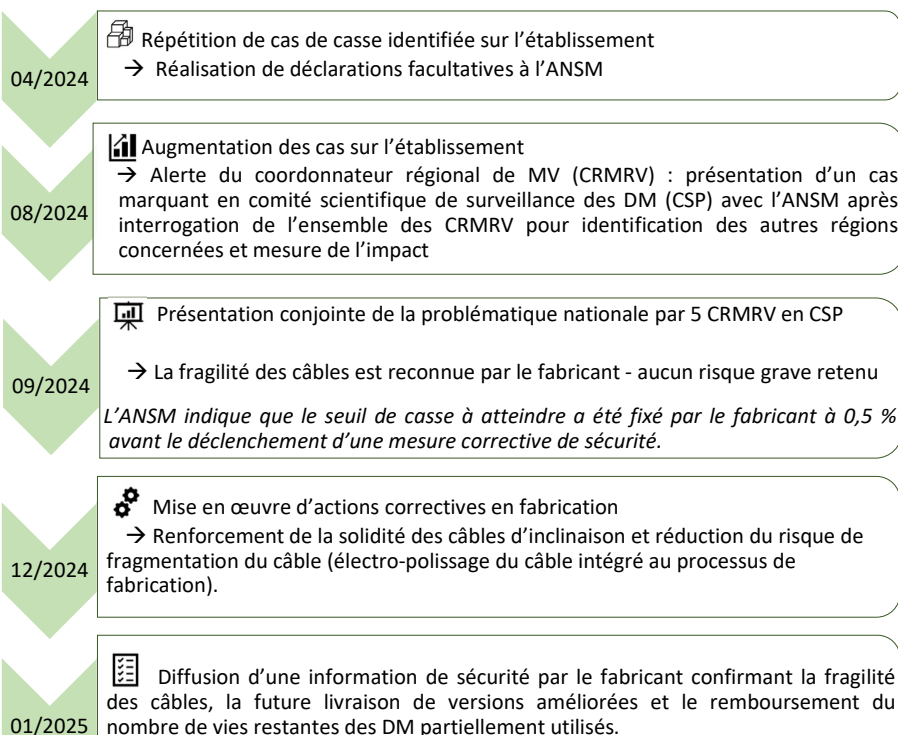 04/2024
Répétition de cas de casse identifiée sur l’établissement
→ Réalisation de déclarations facultatives à l’ANSM
08/2024
Augmentation des cas sur l’établissement
→ Alerte du coordonnateur régional de MV (CRMRV) : présentation d’un cas
marquant en comité scientifique de surveillance des DM (CSP) avec l’ANSM après
interrogation de l’ensemble des CRMRV pour identification des autres régions
concernées et mesure de l’impact
09/2024
Présentation conjointe de la problématique nationale par 5 CRMRV en CSP
→ La fragilité des câbles est reconnue par le fabricant - aucun risque grave retenu
L’ANSM indique que le seuil de casse à atteindre a été fixé par le fabricant à 0,5 %
avant le déclenchement d’une mesure corrective de sécurité.
12/2024
Mise en œuvre d’actions correctives en fabrication
→ Renforcement de la solidité des câbles d’inclinaison et réduction du risque de
fragmentation du câble (électro-polissage du câble intégré au processus de
fabrication).
01/2025
Diffusion d’une information de sécurité par le fabricant confirmant la fragilité
des câbles, la future livraison de versions améliorées et le remboursement du
nombre de vies restantes des DM partiellement utilisés.